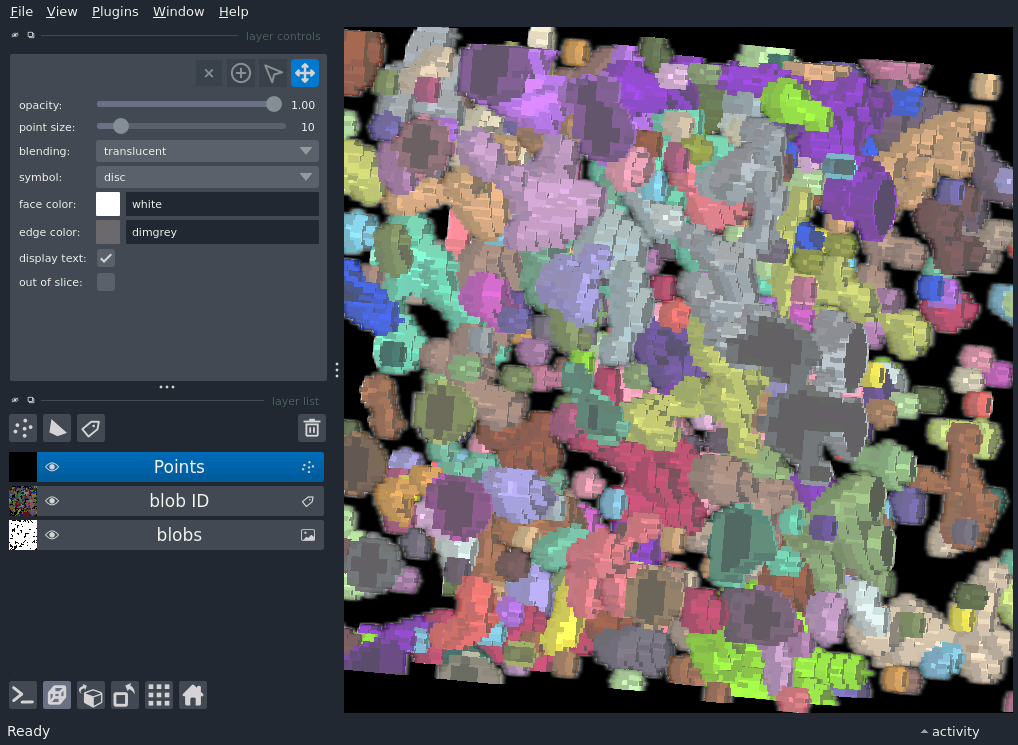 File View Plugins Window Help
layer controls
opacity: 1.00
point size: 10
blending: translucent
symbol: disc
face color: white
edge color: dimgrey
display text:
out of slice:
layer list
Points
blob ID
blobs
Ready
activity